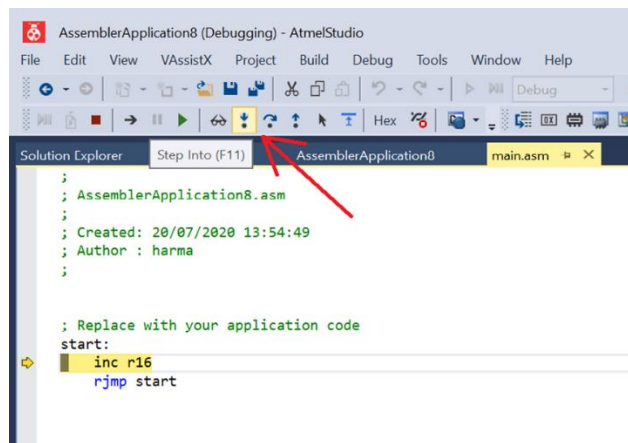 AssemblerApplication8 (Debugging) - AtmelStudio
File Edit View VAssistX Project Build Debug Tools Window Help
Debug
Hex
Solution Explorer Step Into (F11) AssemblerApplication8 main.asm
;
; AssemblerApplication8.asm
;
; Created: 20/07/2020 13:54:49
; Author : harma
;
; Replace with your application code
start:
inc r16
rjmp start